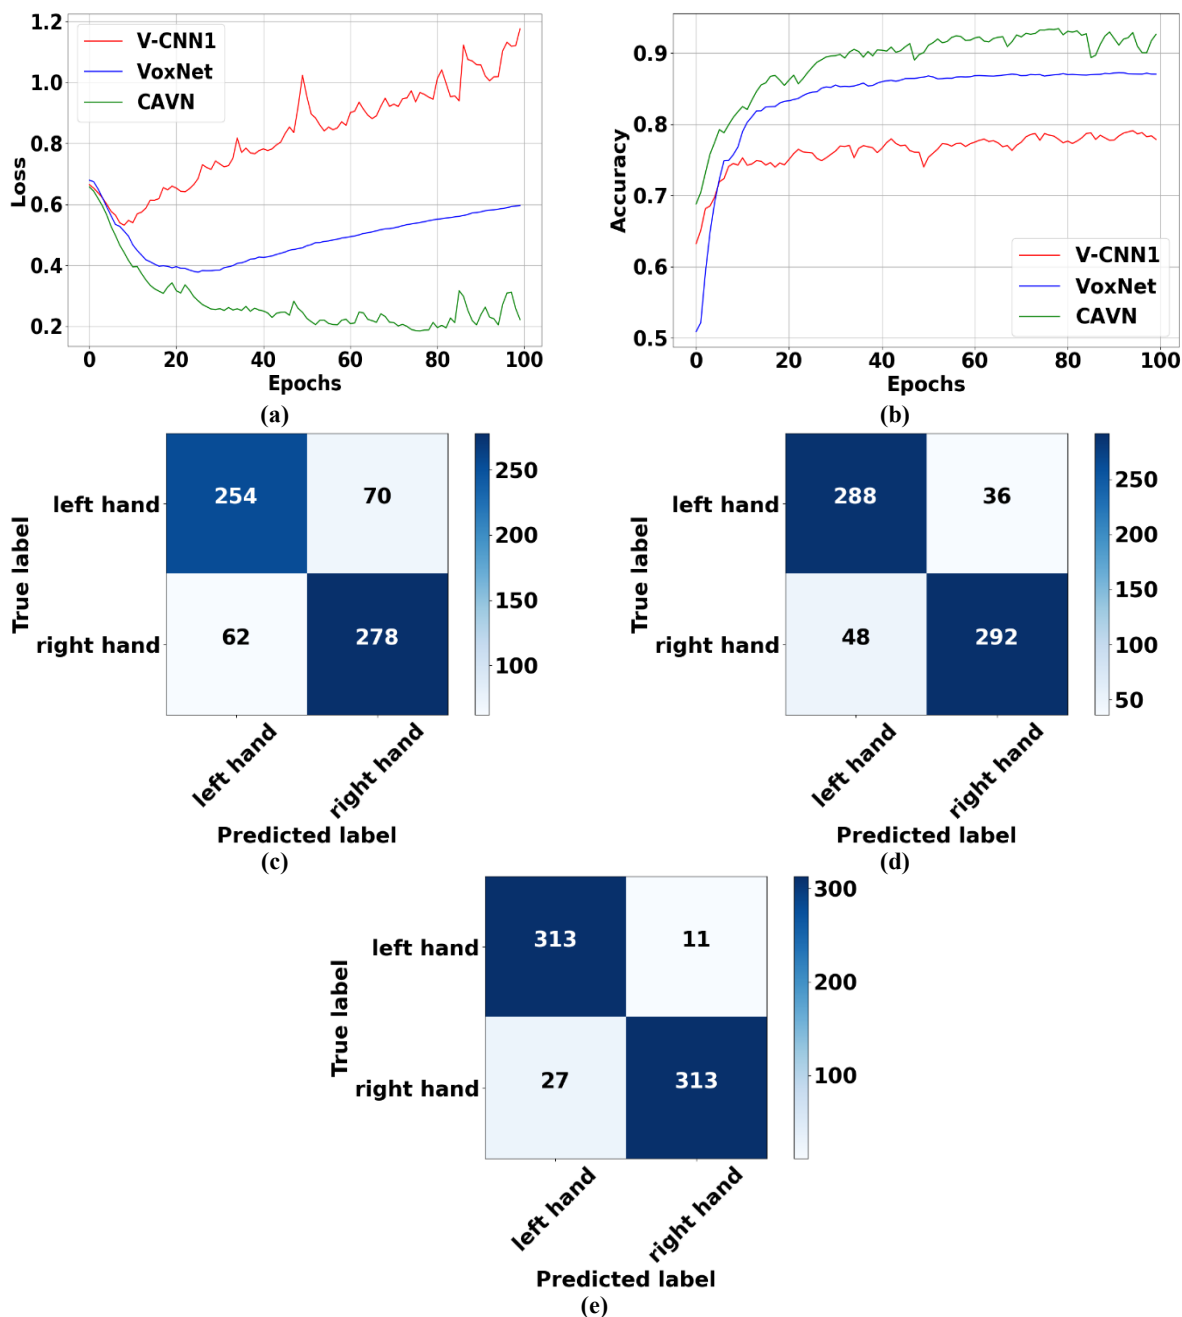 1.2
1.0
0.8
0.6
0.4
0.2
Loss
V-CNN1
VoxNet
CAVN
0 20 40 60 80 100
Epochs
(a)
0.9
0.8
0.7
0.6
0.5
Accuracy
V-CNN1
VoxNet
CAVN
0 20 40 60 80 100
Epochs
(b)
True label
left hand 254 70
right hand 62 278
250
200
150
100
left hand right hand
Predicted label
(c)
True label
left hand 288 36
right hand 48 292
250
200
150
100
50
left hand right hand
Predicted label
(d)
True label
left hand 313 11
right hand 27 313
300
200
100
left hand right hand
Predicted label
(e)